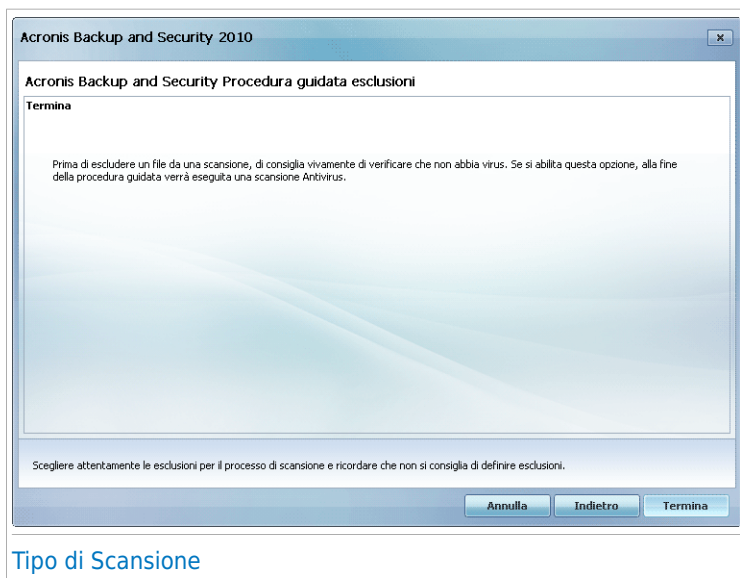 Acronis Backup and Security 2010
x
Acronis Backup and Security Procedura guidata esclusioni
Termina
Prima di escludere un file da una scansione, di consiglia vivamente di verificare che non abbia virus. Se si abilita questa opzione, alla fine
della procedura guidata verrà eseguita una scansione Antivirus.
Scegliere attentamente le esclusioni per il processo di scansione e ricordare che non si consiglia di definire esclusioni.
Annulla Indietro Termina
Tipo di Scansione